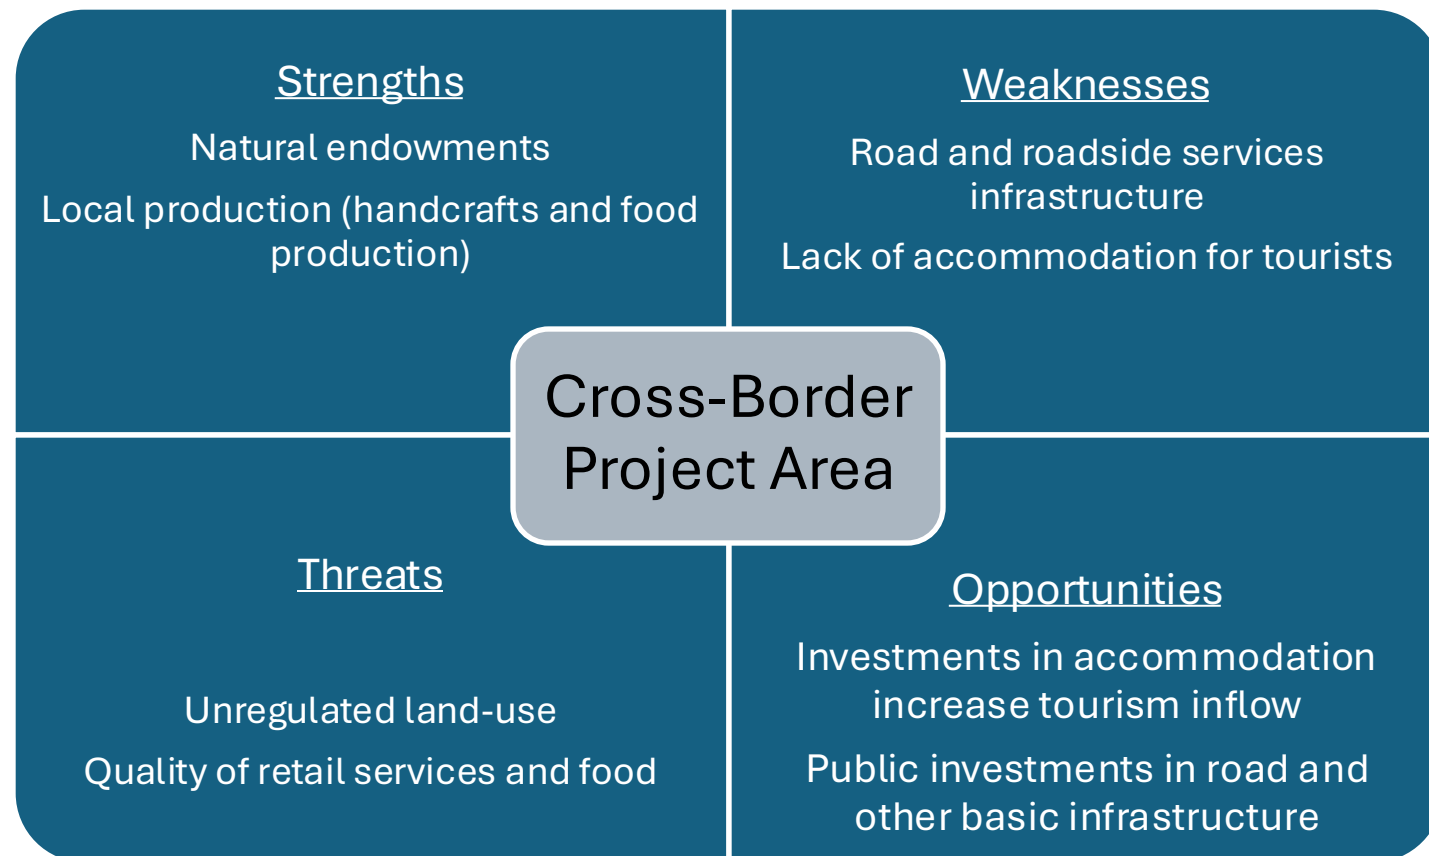 Strengths
Natural endowments
Local production (handcrafts and food
production)
Weaknesses
Road and roadside services
infrastructure
Lack of accommodation for tourists
Cross-Border
Project Area
Threats
Unregulated land-use
Quality of retail services and food
Opportunities
Investments in accommodation
increase tourism inflow
Public investments in road and
other basic infrastructure